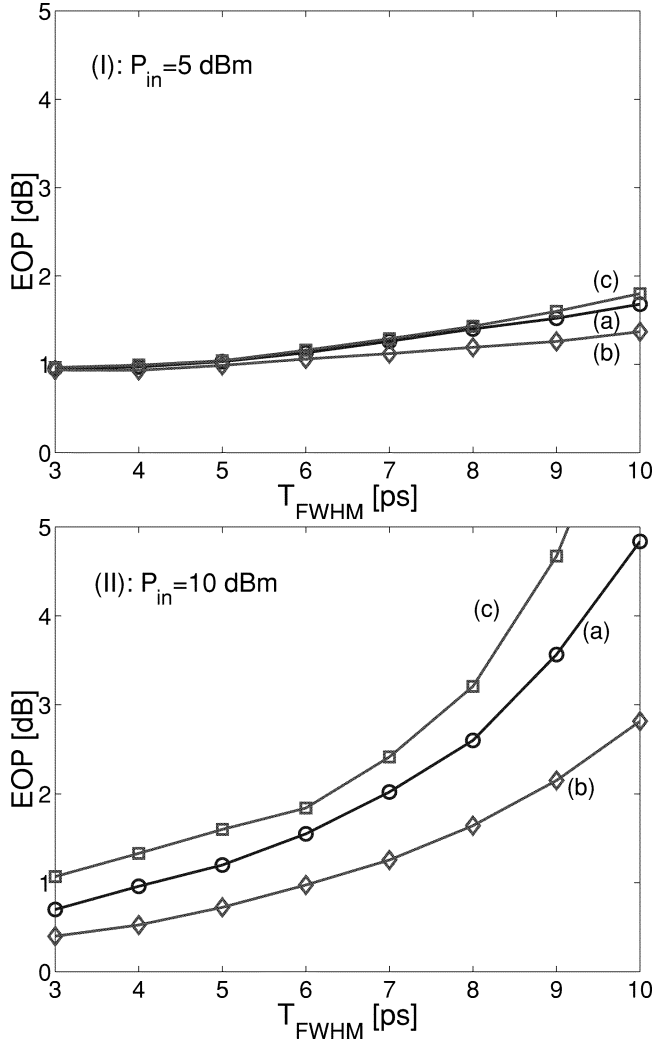 5
(I): P_in=5 dBm
4
3
2
1
0
EOP [dB]
(c)
(a)
(b)
3 4 5 6 7 8 9 10
T_FWHM [ps]
5
(II): P_in=10 dBm
4
3
2
1
0
EOP [dB]
(c)
(a)
(b)
3 4 5 6 7 8 9 10
T_FWHM [ps]